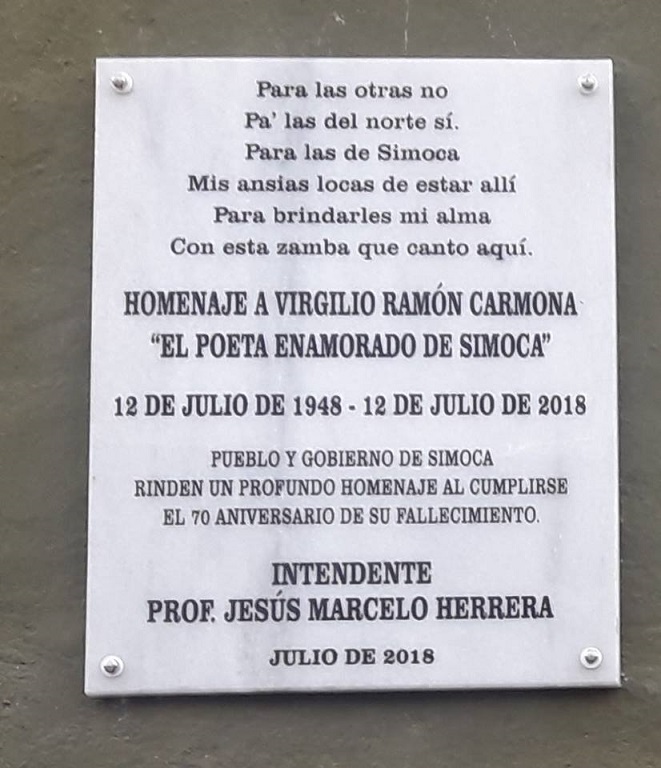 Para las otras no
Pa' las del norte sí.
Para las de Simoca
Mis ansias locas de estar allí
Para brindarles mi alma
Con esta zamba que canto aquí.
HOMENAJE A VIRGILIO RAMÓN CARMONA
"EL POETA ENAMORADO DE SIMOCA"
12 DE JULIO DE 1948 - 12 DE JULIO DE 2018
PUEBLO Y GOBIERNO DE SIMOCA
RINDEN UN PROFUNDO HOMENAJE AL CUMPLIRSE
EL 70 ANIVERSARIO DE SU FALLECIMIENTO.
INTENDENTE
PROF. JESÚS MARCELO HERRERA
JULIO DE 2018